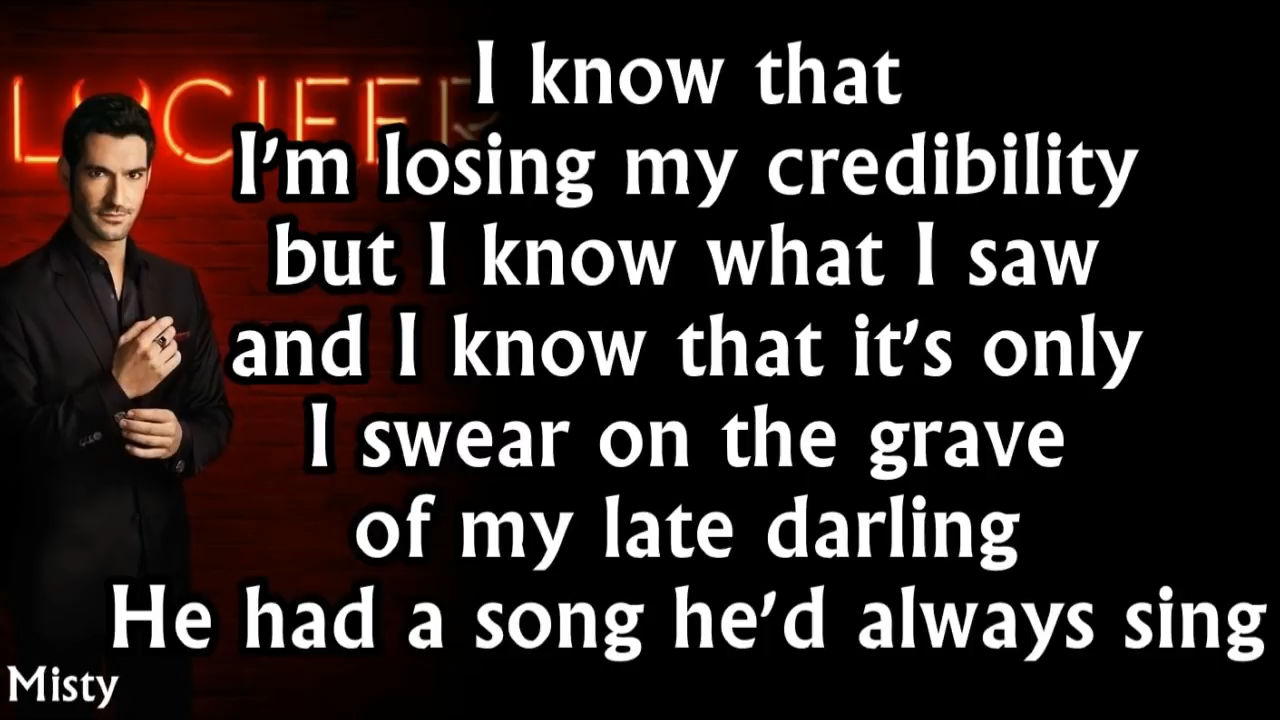 LUCIFER
I know that
I'm losing my credibility
but I know what I saw
and I know that it's only
I swear on the grave
of my late darling
He had a song he'd always sing
Misty